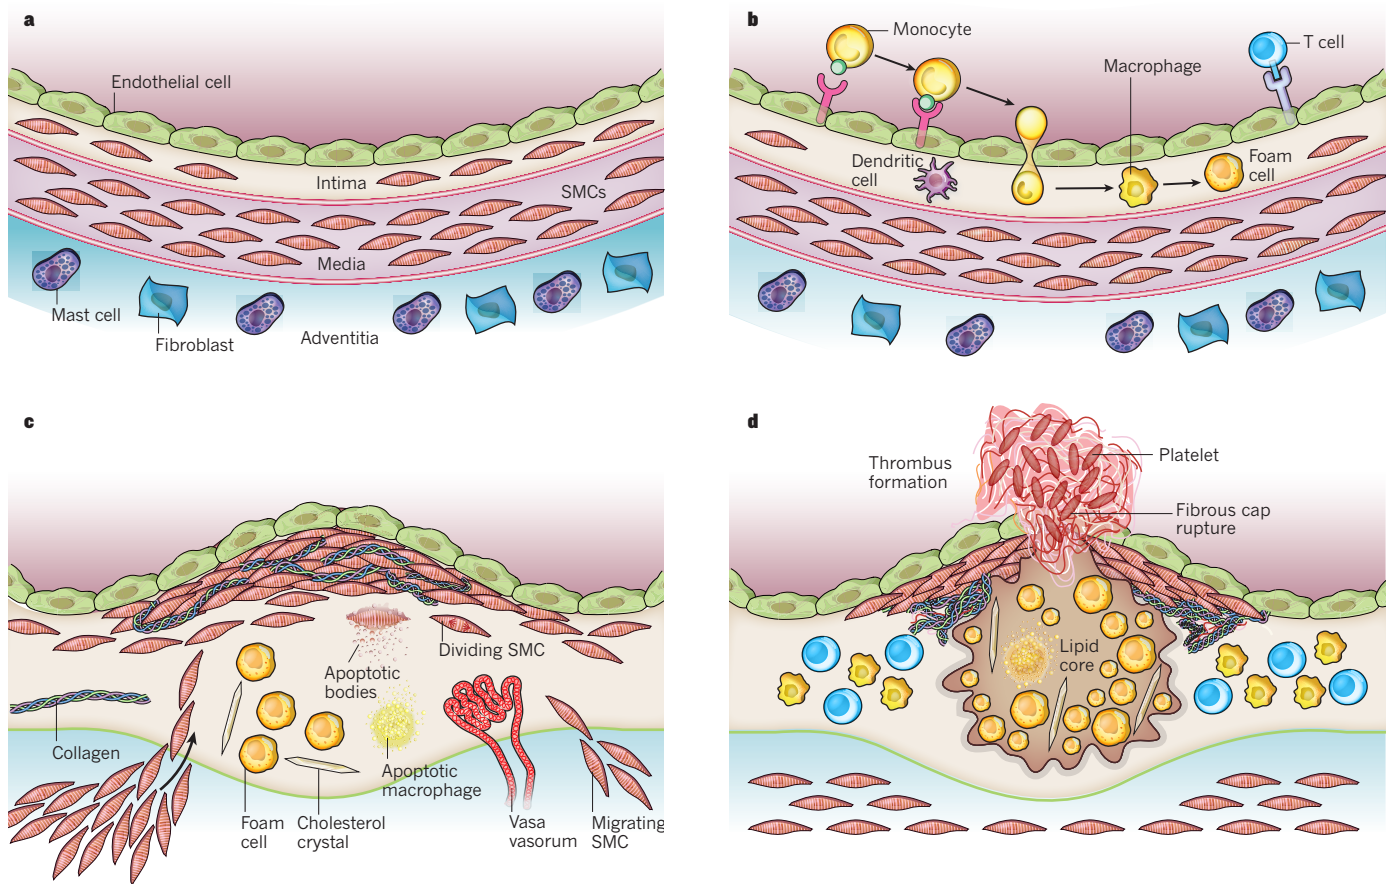 a
Endothelial cell
Intima
SMCs
Media
Mast cell
Fibroblast
Adventitia
b
Monocyte
T cell
Macrophage
Dendritic
cell
Foam
cell
c
Dividing SMC
Apoptotic
bodies
Collagen
Apoptotic
macrophage
Foam
cell
Cholesterol
crystal
Vasa
vasorum
Migrating
SMC
d
Thrombus
formation
Platelet
Fibrous cap
rupture
Lipid
core